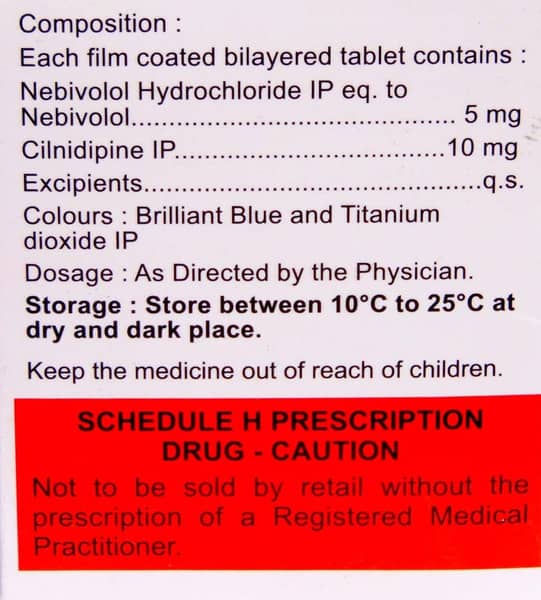 Composition :
Each film coated bilayered tablet contains :
Nebivolol Hydrochloride IP eq. to
Nebivolol............................................ 5 mg
Cilnidipine IP....................................10 mg
Excipients.............................................q.s.
Colours : Brilliant Blue and Titanium
dioxide IP
Dosage : As Directed by the Physician.
Storage : Store between 10°C to 25°C at
dry and dark place.
Keep the medicine out of reach of children.
SCHEDULE H PRESCRIPTION
DRUG - CAUTION
Not to be sold by retail without the
prescription of a Registered Medical
Practitioner.